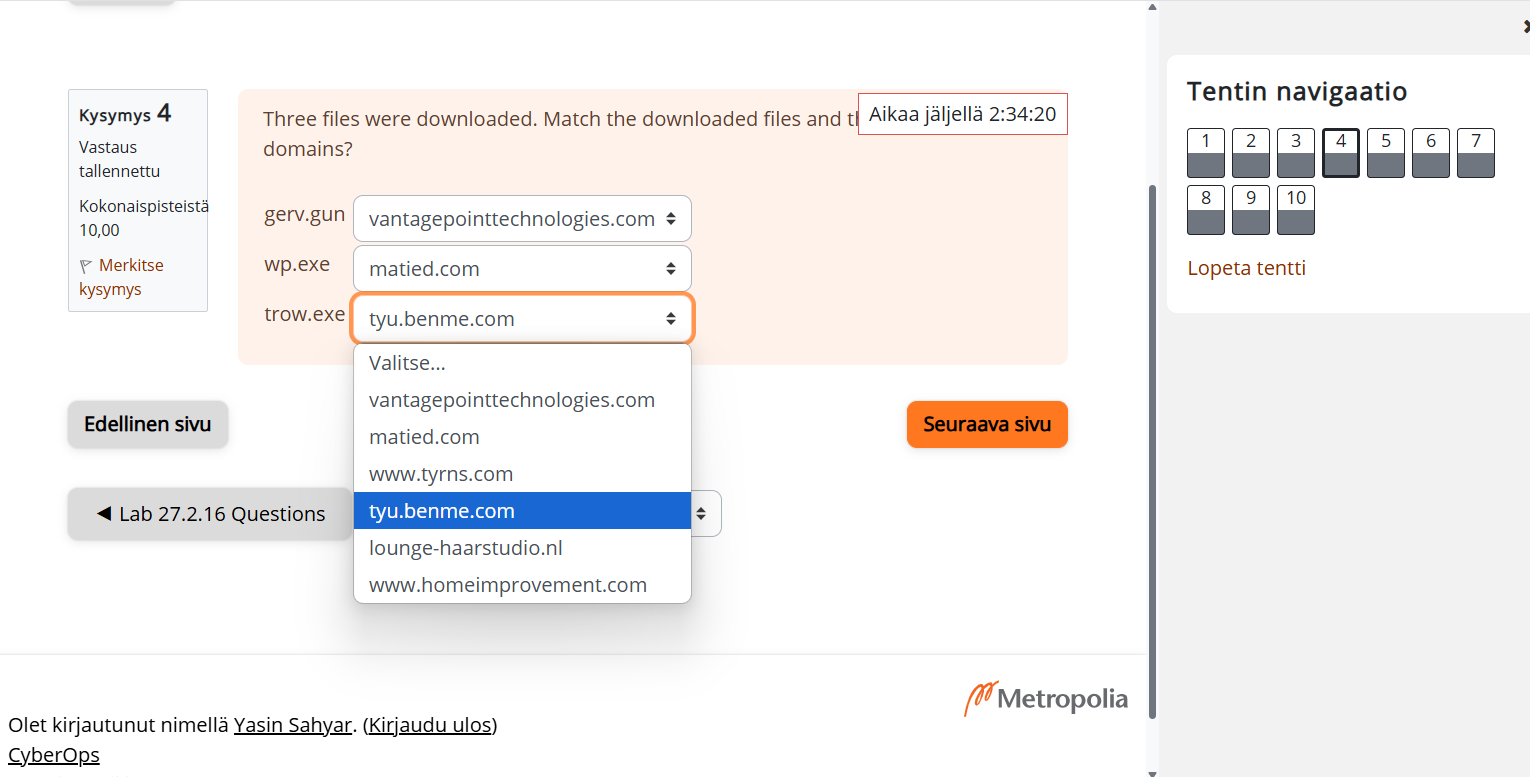 Kysymys 4
Vastaus
tallennettu
Kokonaispisteistä
10,00
Merkitse
kysymys
Three files were downloaded. Match the downloaded files and
domains?
Aikaa jäljellä 2:34:20
gerv.gun
vantagepointtechnologies.com
wp.exe
matied.com
trow.exe
tyu.benme.com
Valitse...
vantagepointtechnologies.com
matied.com
www.tyrns.com
tyu.benme.com
lounge-haarstudio.nl
www.homeimprovement.com
Edellinen sivu
Seuraava sivu
◀ Lab 27.2.16 Questions
Tentin navigaatio
1 2 3 4 5 6 7
8 9 10
Lopeta tentti
Metropolia
Olet kirjautunut nimellä Yasin Sahyar. (Kirjaudu ulos)
CyberOps